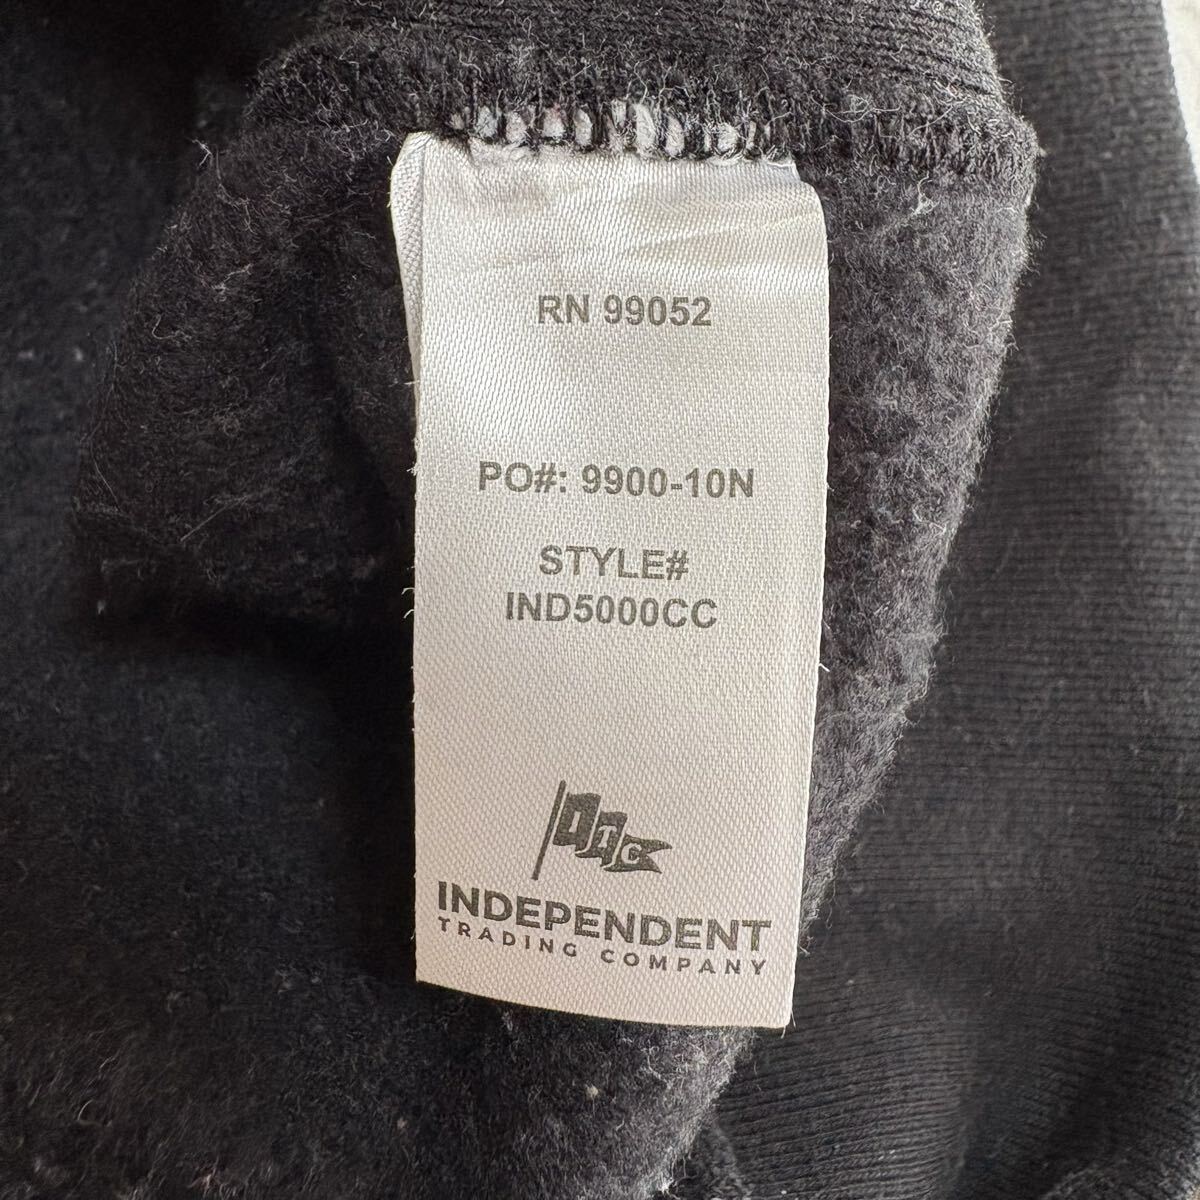 RN 99052
PO#: 9900-10N
STYLE#
IND5000CC
ITC
INDEPENDENT
TRADING COMPANY